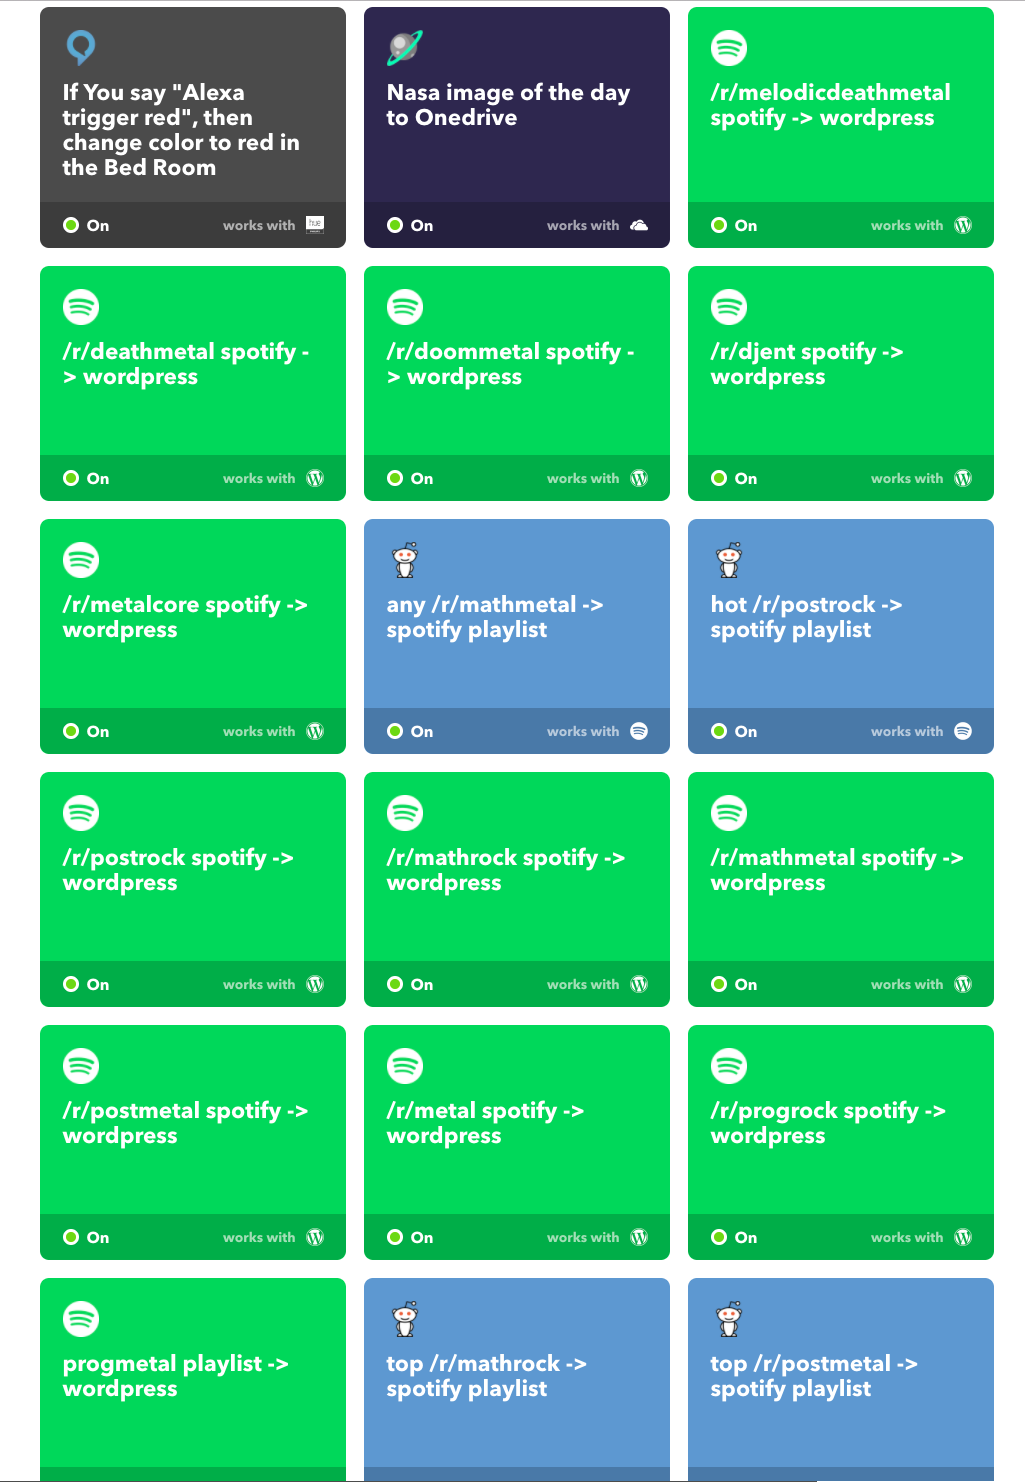 If You say "Alexa
trigger red", then
change color to red in
the Bed Room
On works with hue
Nasa image of the day
to Onedrive
On works with
/r/melodicdeathmetal
spotify -> wordpress
On works with
/r/deathmetal spotify -
> wordpress
On works with
/r/doommetal spotify -
> wordpress
On works with
/r/djent spotify ->
wordpress
On works with
/r/metalcore spotify ->
wordpress
On works with
any /r/mathmetal ->
spotify playlist
On works with
hot /r/postrock ->
spotify playlist
On works with
/r/postrock spotify ->
wordpress
On works with
/r/mathrock spotify ->
wordpress
On works with
/r/mathmetal spotify ->
wordpress
On works with
/r/postmetal spotify ->
wordpress
On works with
/r/metal spotify ->
wordpress
On works with
/r/progrock spotify ->
wordpress
On works with
progmetal playlist ->
wordpress
top /r/mathrock ->
spotify playlist
top /r/postmetal ->
spotify playlist